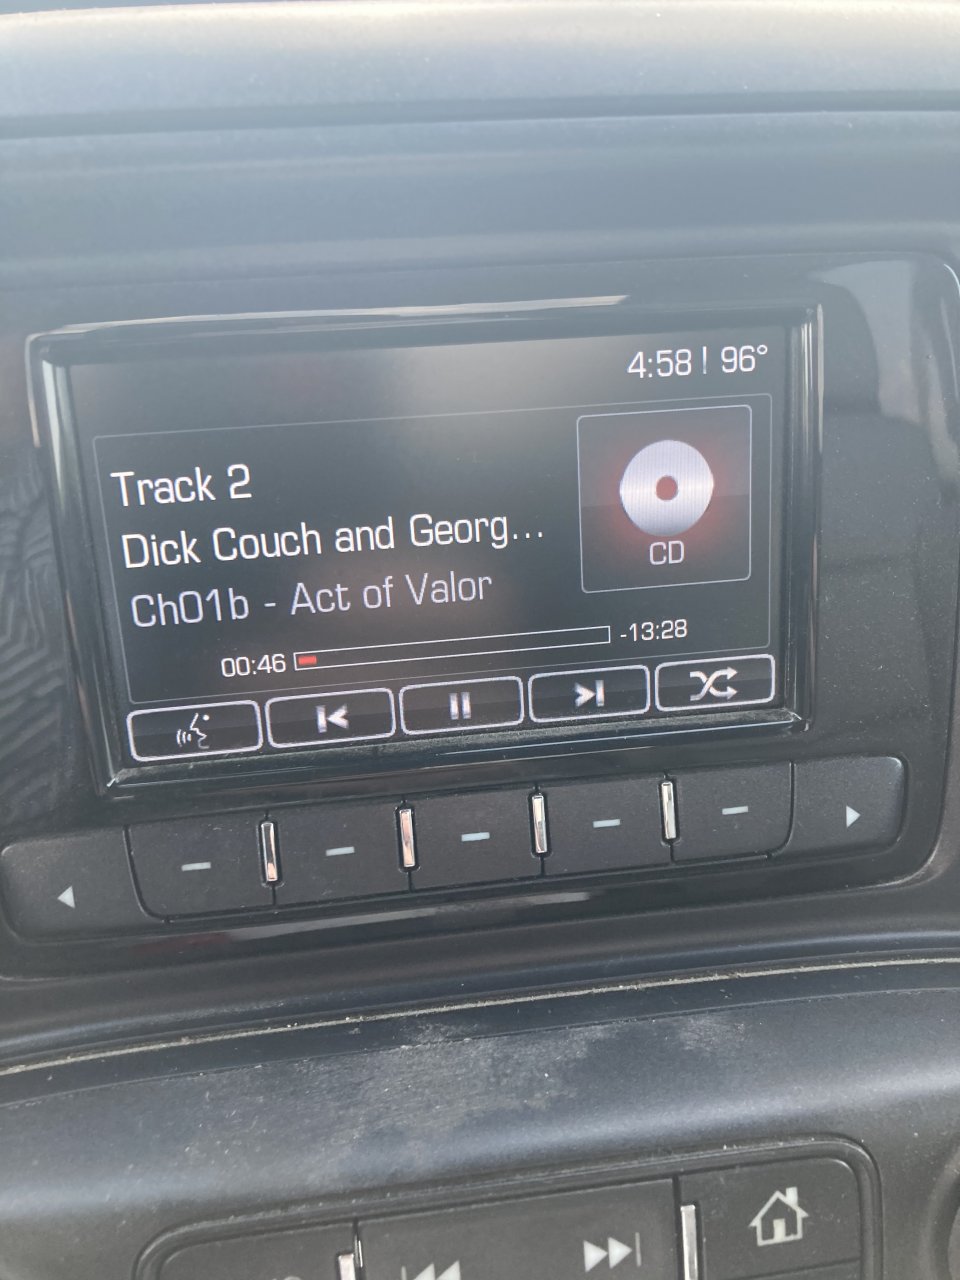 4:58 | 96°
Track 2
Dick Couch and Georg...
Ch01b - Act of Valor
CD
00:46
-13:28